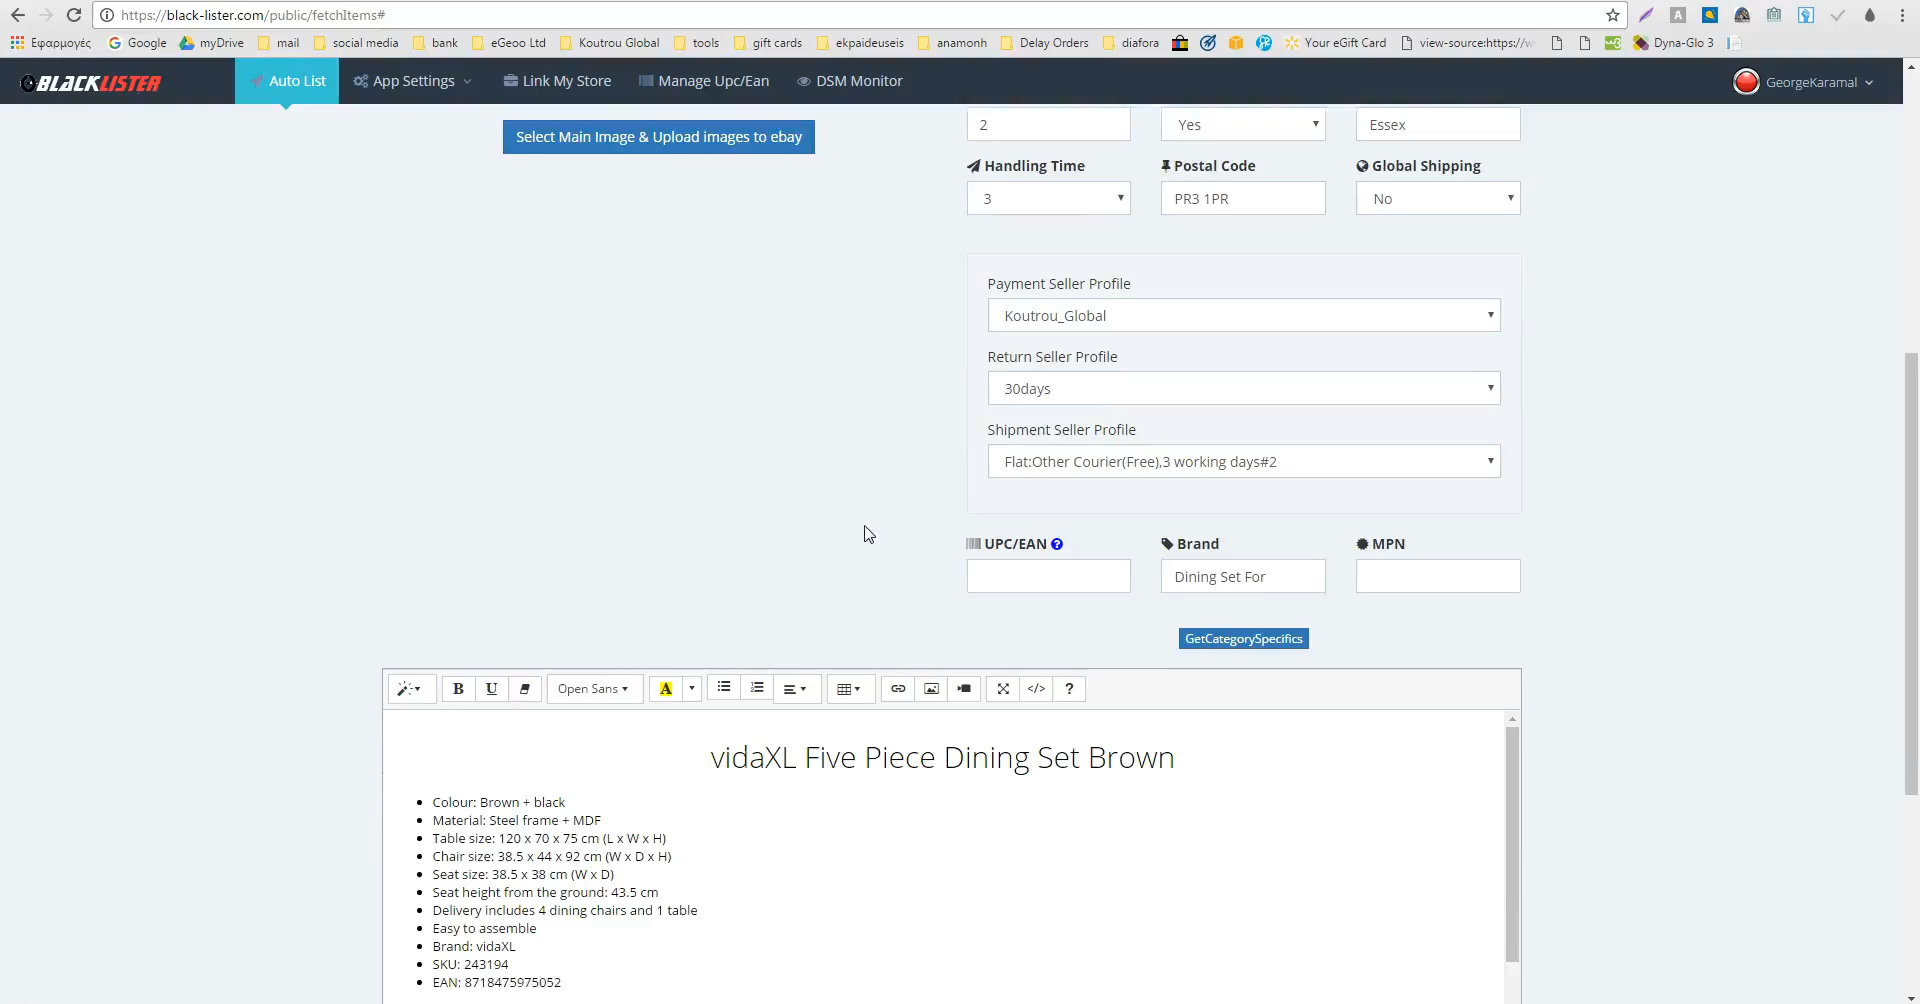 https://black-lister.com/public/fetchItems#
Εφαρμογές Google myDrive mail social media bank eGeoo Ltd Koutrou Global tools gift cards ekpaideuseis anamonh Delay Orders diafora Your eGift Card view-source:https://w Dyna-Glo 3
BLACKLISTER Auto List App Settings Link My Store Manage Upc/Ean DSM Monitor GeorgeKaramal
Select Main Image & Upload images to ebay
2 Yes Essex
Handling Time Postal Code Global Shipping
3 PR3 1PR No
Payment Seller Profile
Koutrou_Global
Return Seller Profile
30days
Shipment Seller Profile
Flat:Other Courier(Free),3 working days#2
UPC/EAN ? Brand MPN
Dining Set For
GetCategorySpecifics
B U Open Sans A </> ?
vidaXL Five Piece Dining Set Brown
Colour: Brown + black
Material: Steel frame + MDF
Table size: 120 x 70 x 75 cm (L x W x H)
Chair size: 38.5 x 44 x 92 cm (W x D x H)
Seat size: 38.5 x 38 cm (W x D)
Seat height from the ground: 43.5 cm
Delivery includes 4 dining chairs and 1 table
Easy to assemble
Brand: vidaXL
SKU: 243194
EAN: 8718475975052